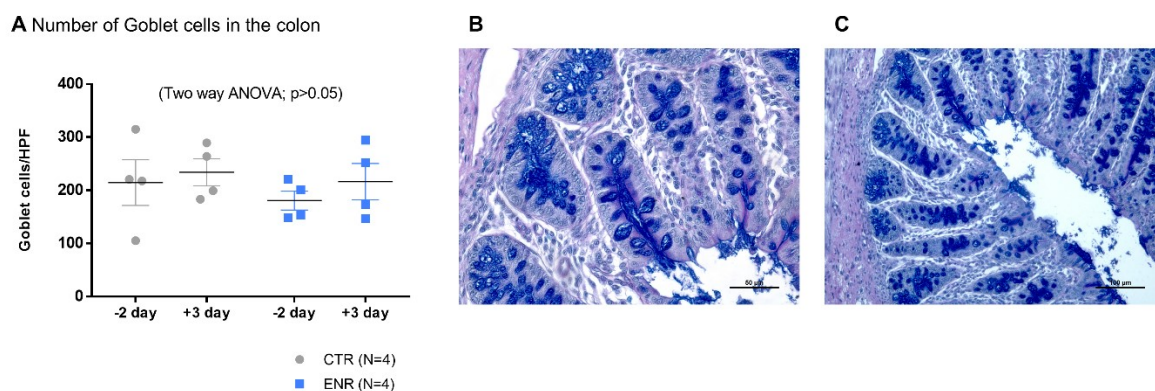 A Number of Goblet cells in the colon
B
C
400
(Two way ANOVA; p>0.05)
300
200
100
0
Goblet cells/HPF
-2 day
+3 day
-2 day
+3 day
CTR (N=4)
ENR (N=4)
50 µm
100 µm